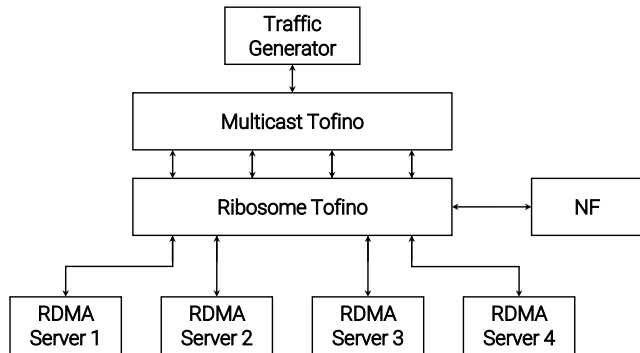 Traffic
Generator
Multicast Tofino
Ribosome Tofino
NF
RDMA
Server 1
RDMA
Server 2
RDMA
Server 3
RDMA
Server 4